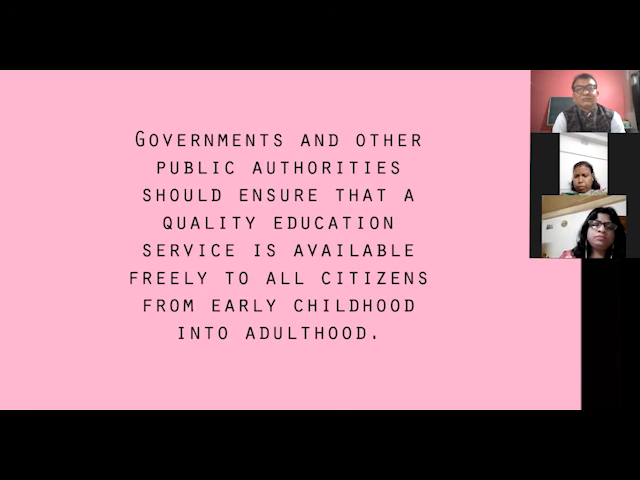 Governments and other
public authorities
should ensure that a
quality education
service is available
freely to all citizens
from early childhood
into adulthood.